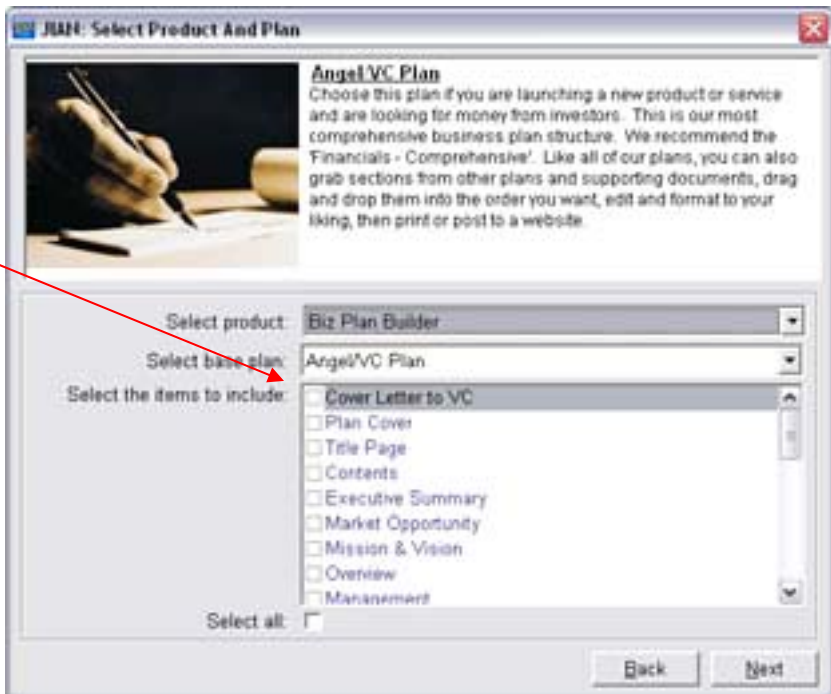 JIAN: Select Product And Plan
Angel/VC Plan
Choose this plan if you are launching a new product or service
and are looking for money from investors. This is our most
comprehensive business plan structure. We recommend the
'Financials - Comprehensive'. Like all of our plans, you can also
grab sections from other plans and supporting documents, drag
and drop them into the order you want, edit and format to your
liking, then print or post to a website.
Select product: Biz Plan Builder
Select base plan: Angel/VC Plan
Select the items to include: Cover Letter to VC
Plan Cover
Title Page
Contents
Executive Summary
Market Opportunity
Mission & Vision
Overview
Management
Select all:
Back Next